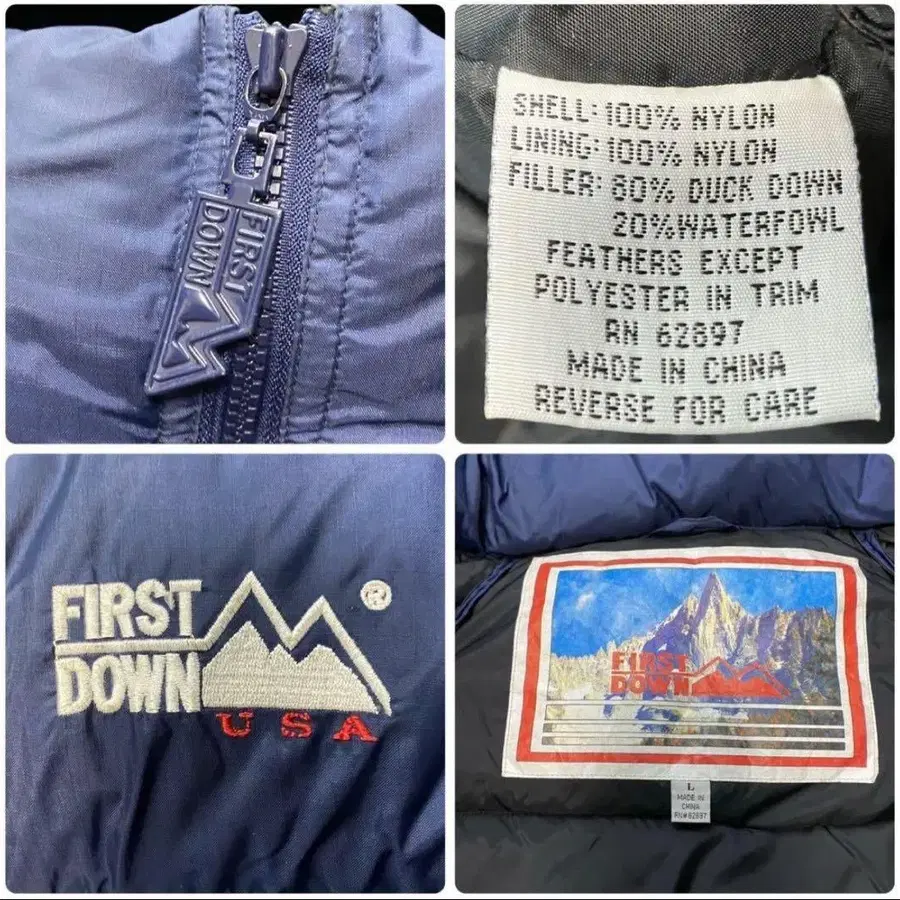 FIRST
DOWN
SHELL: 100% NYLON
LINING: 100% NYLON
FILLER: 80% DUCK DOWN
20% WATERFOWL
FEATHERS EXCEPT
POLYESTER IN TRIM
RN 62897
MADE IN CHINA
REVERSE FOR CARE
FIRST
DOWN
®
USA
FIRST
DOWN
L
MADE IN
CHINA
RN# 62897